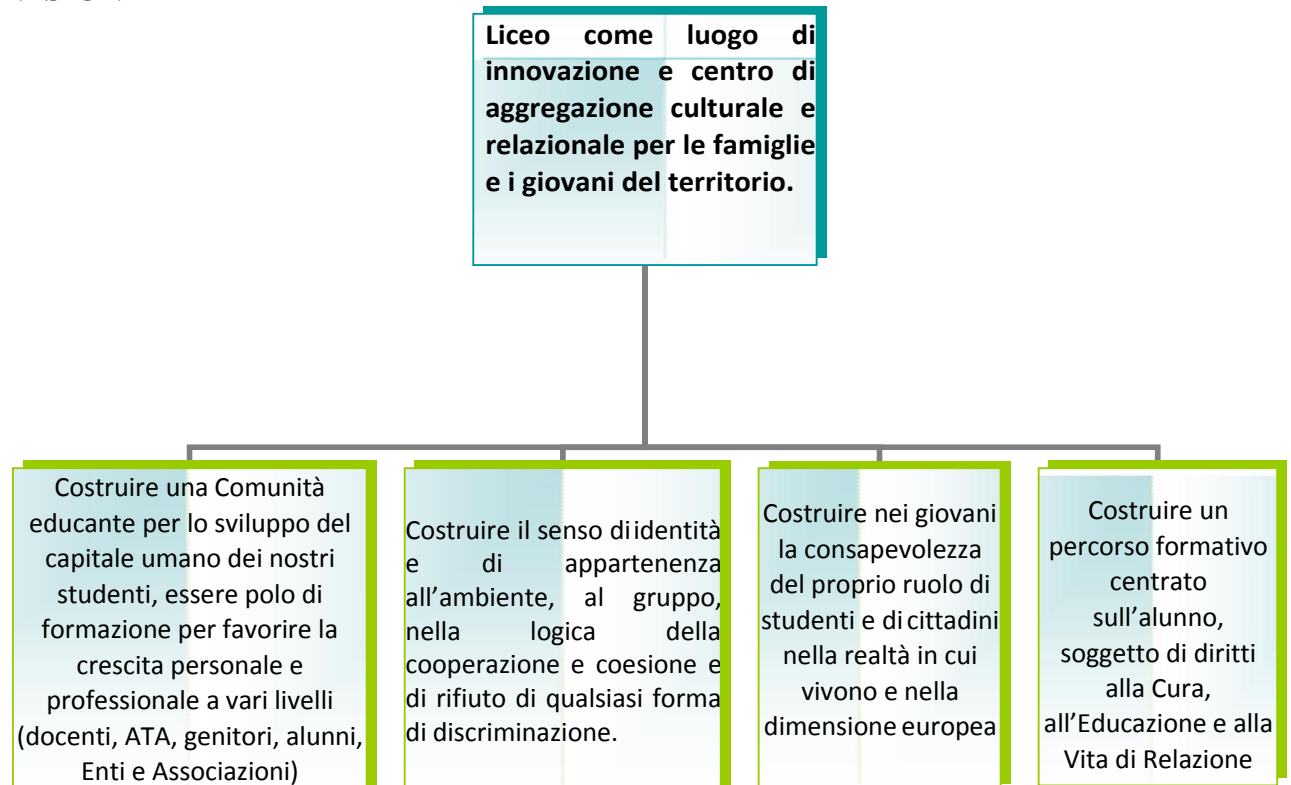 Liceo come luogo di
innovazione e centro di
aggregazione culturale e
relazionale per le famiglie
e i giovani del territorio.
Costruire una Comunità
educante per lo sviluppo del
capitale umano dei nostri
studenti, essere polo di
formazione per favorire la
crescita personale e
professionale a vari livelli
(docenti, ATA, genitori, alunni,
Enti e Associazioni)
Costruire il senso di identità
e di appartenenza
all’ambiente, al gruppo,
nella logica della
cooperazione e coesione e
di rifiuto di qualsiasi forma
di discriminazione.
Costruire nei giovani
la consapevolezza
del proprio ruolo di
studenti e di cittadini
nella realtà in cui
vivono e nella
dimensione europea
Costruire un
percorso formativo
centrato
sull’alunno,
soggetto di diritti
alla Cura,
all’Educazione e alla
Vita di Relazione